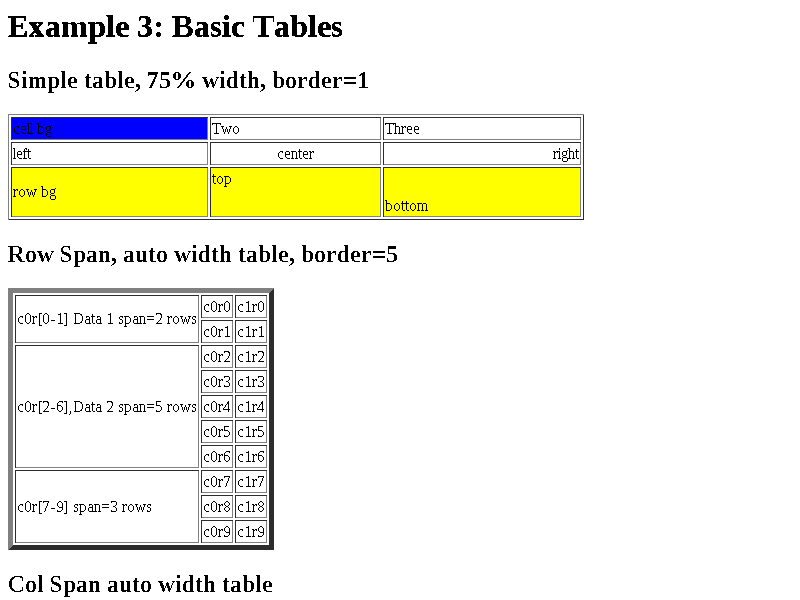 Example 3: Basic Tables
Simple table, 75% width, border=1
cell bg Two Three
left center right
row bg top bottom
Row Span, auto width table, border=5
c0r[0-1] Data 1 span=2 rows c0r0 c1r0
c0r1 c1r1
c0r[2-6],Data 2 span=5 rows c0r2 c1r2
c0r3 c1r3
c0r4 c1r4
c0r5 c1r5
c0r6 c1r6
c0r[7-9] span=3 rows c0r7 c1r7
c0r8 c1r8
c0r9 c1r9
Col Span auto width table